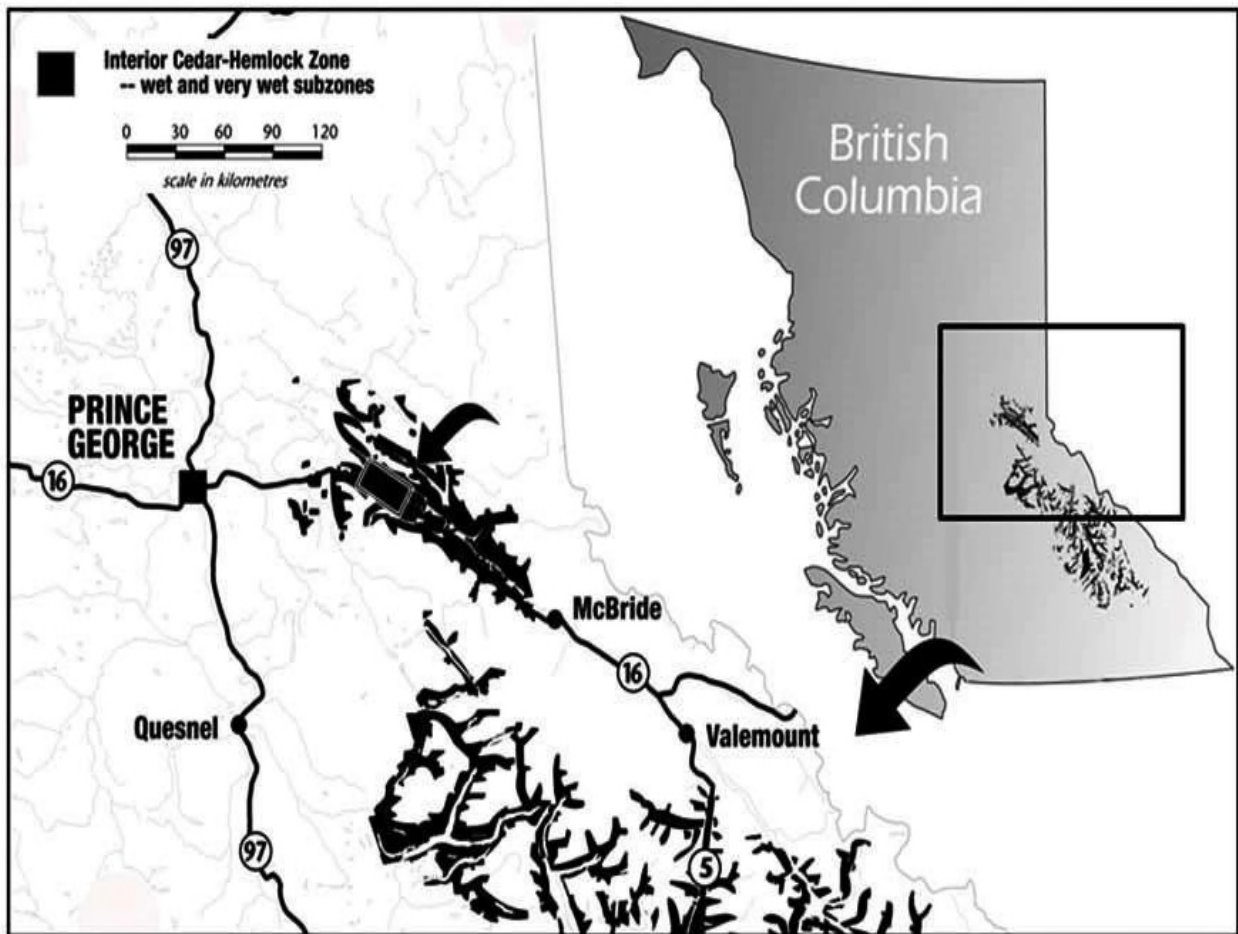 Interior Cedar-Hemlock Zone
-- wet and very wet subzones
0 30 60 90 120
scale in kilometres
British
Columbia
97
PRINCE
GEORGE
16
McBride
16
Quesnel
Valemount
97
5